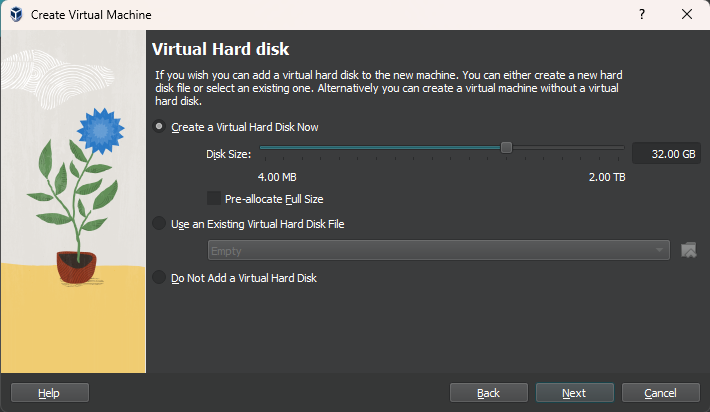 Create Virtual Machine
?
Virtual Hard disk
If you wish you can add a virtual hard disk to the new machine. You can either create a new hard
disk file or select an existing one. Alternatively you can create a virtual machine without a virtual
hard disk.
Create a Virtual Hard Disk Now
Disk Size:
32.00 GB
4.00 MB
2.00 TB
Pre-allocate Full Size
Use an Existing Virtual Hard Disk File
Empty
Do Not Add a Virtual Hard Disk
Help
Back
Next
Cancel